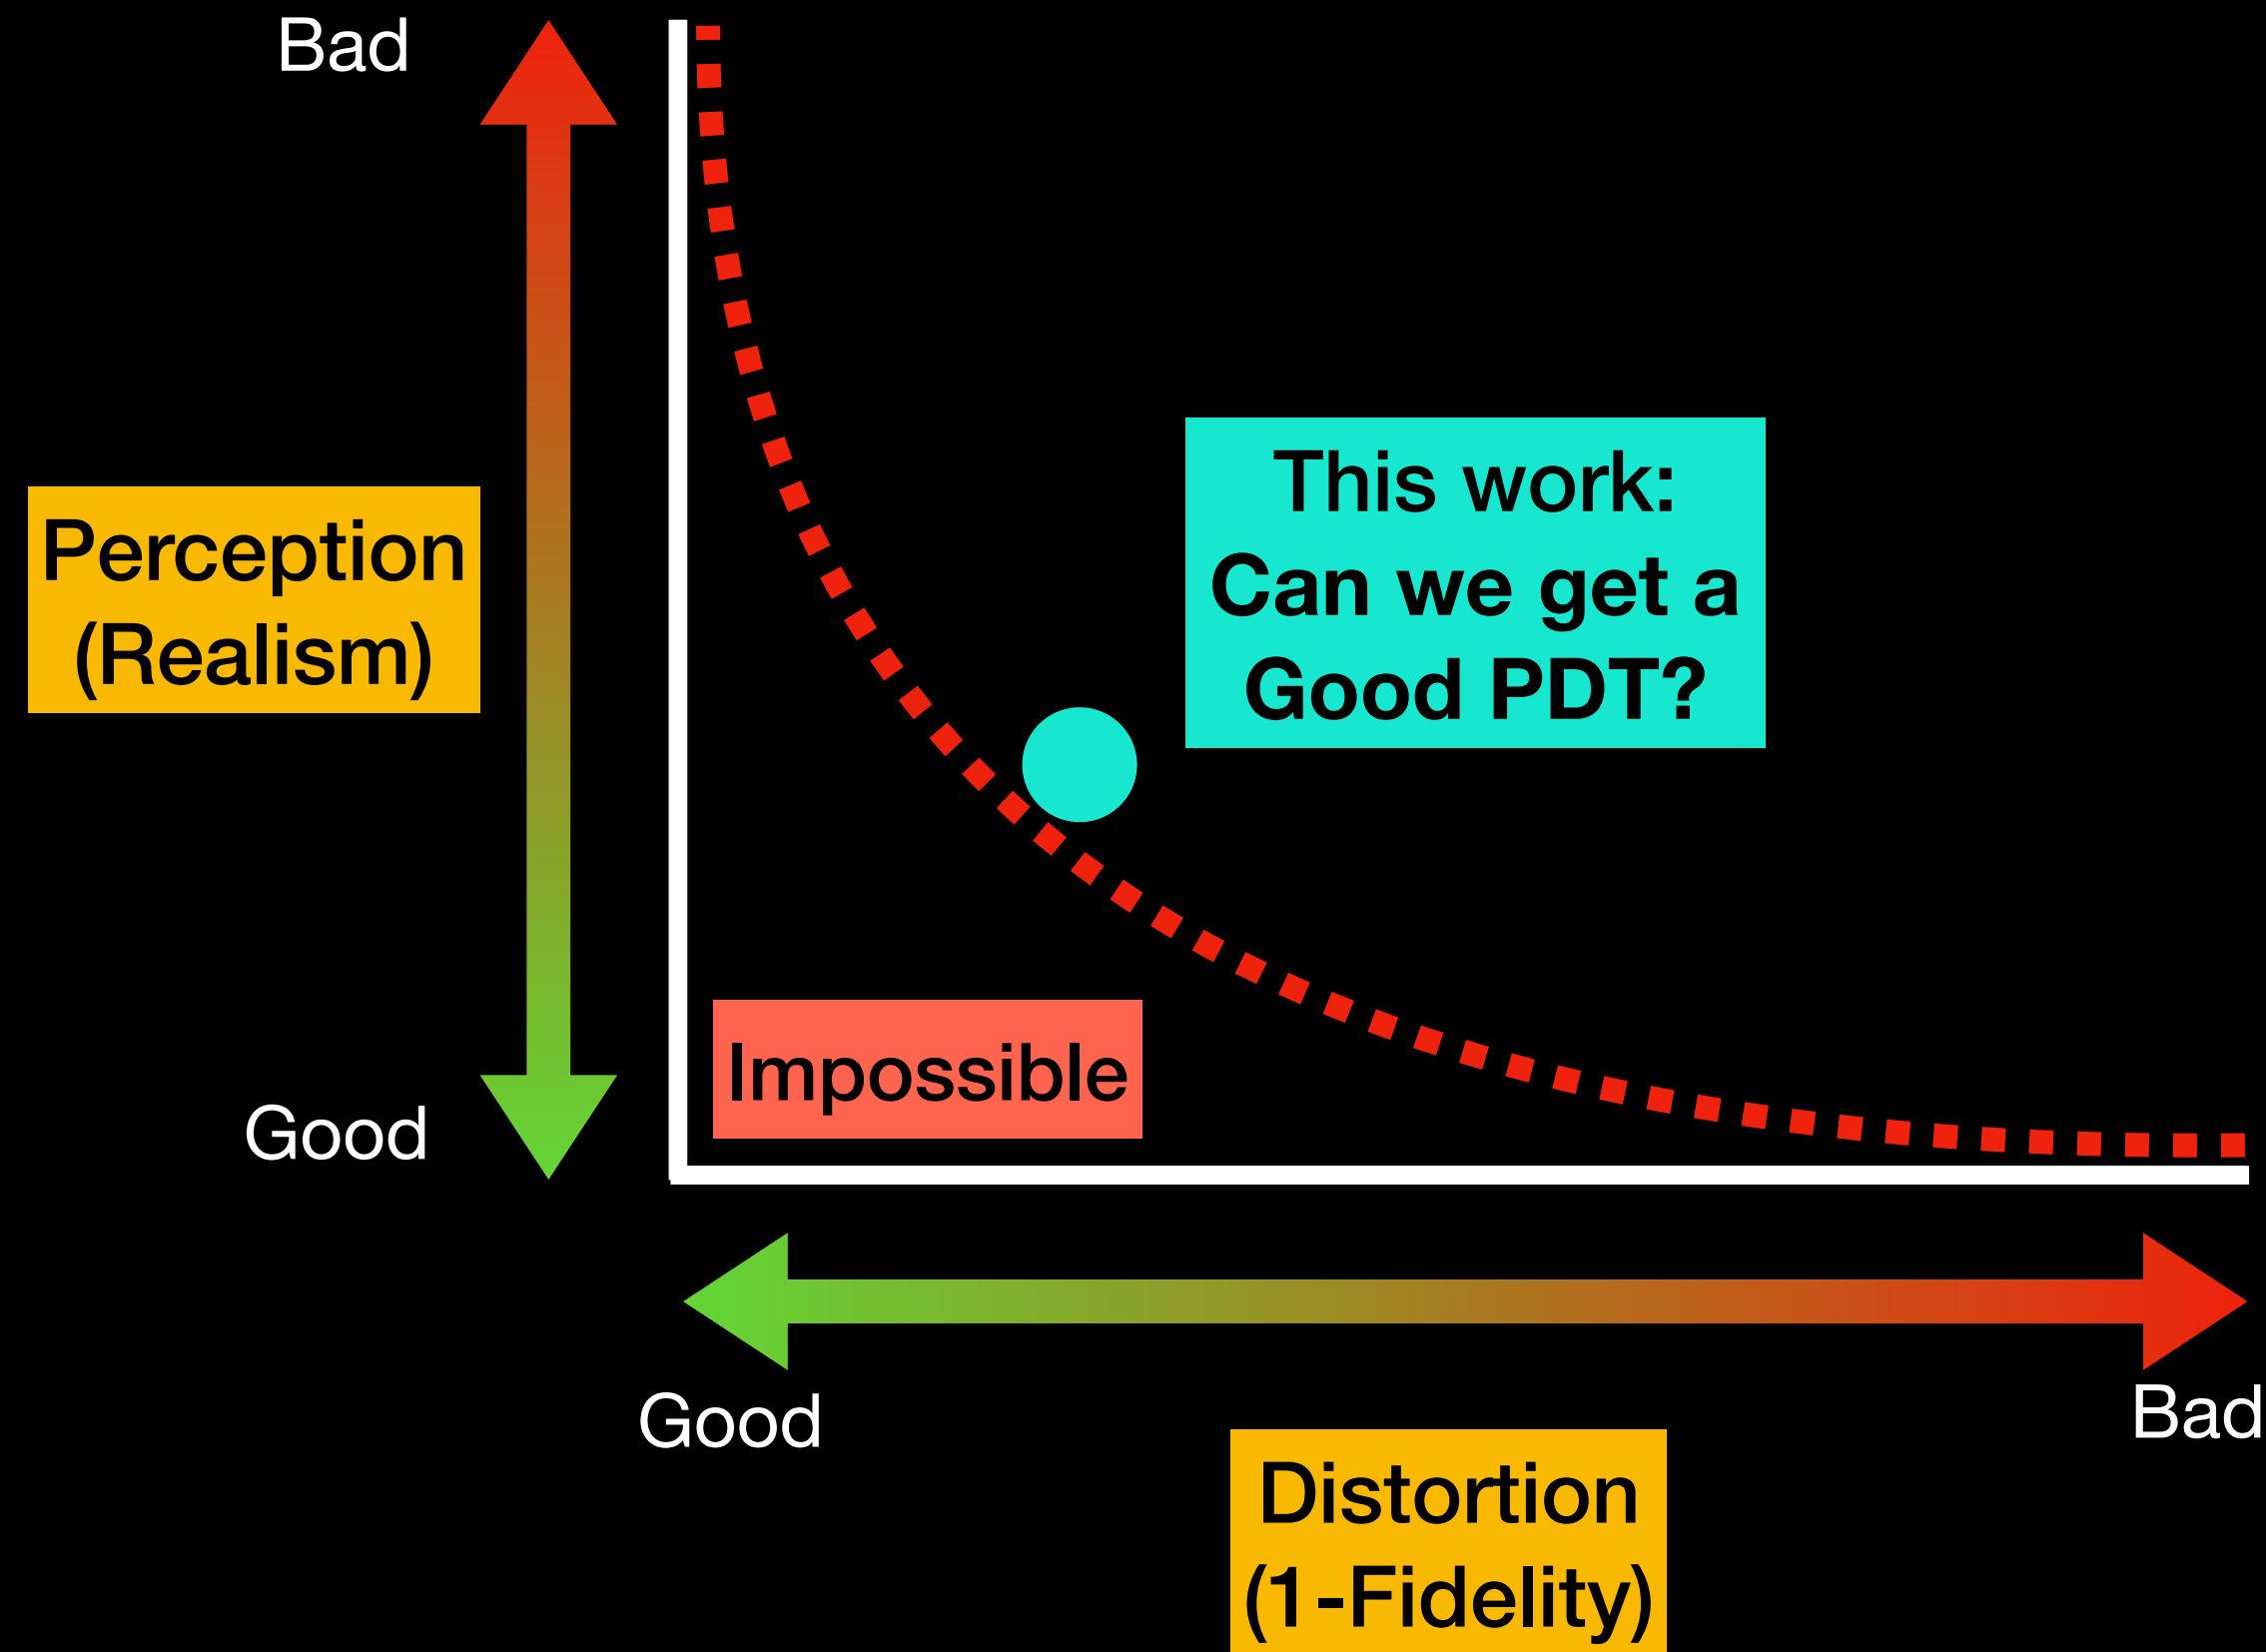 Bad
Perception
(Realism)
Good
This work:
Can we get a
Good PDT?
Impossible
Good
Bad
Distortion
(1-Fidelity)